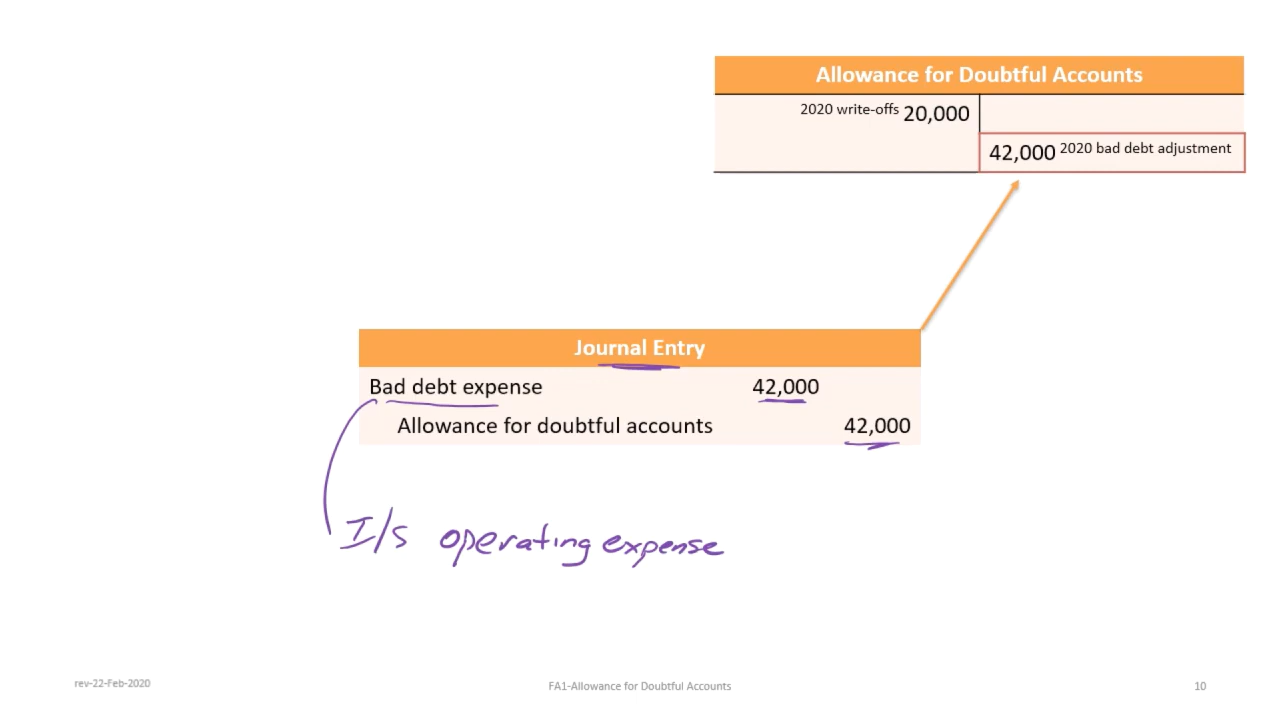 Allowance for Doubtful Accounts
2020 write-offs 20,000
42,000 2020 bad debt adjustment
Journal Entry
Bad debt expense 42,000
Allowance for doubtful accounts 42,000
I/S operating expense
rev-22-Feb-2020 FA1-Allowance for Doubtful Accounts 10